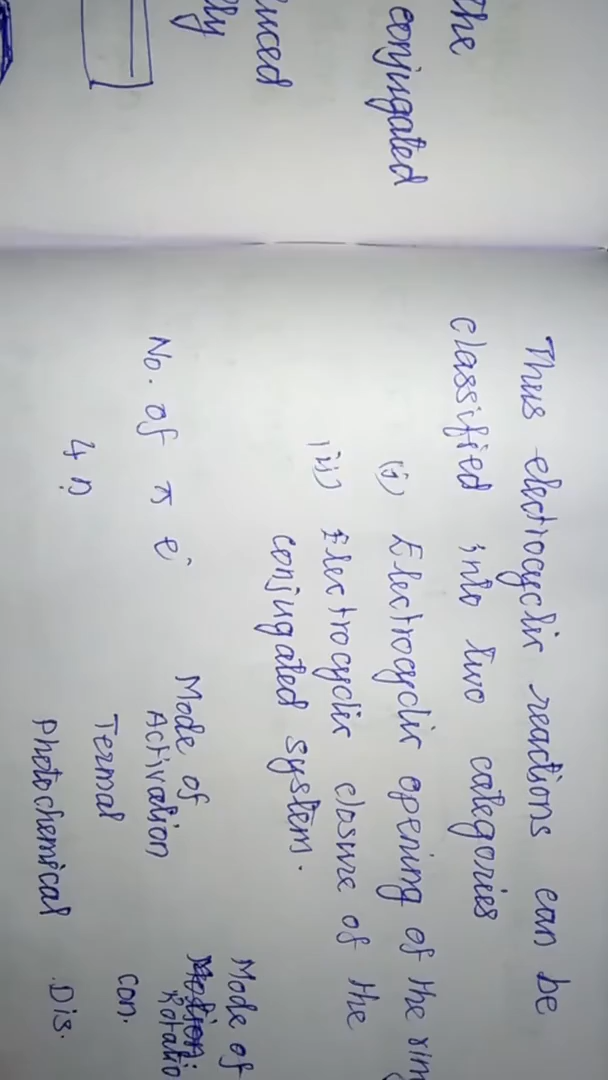 the
conjugated
uced
lly
Thus electrocyclic reactions can be
classified into two categories
(i) Electrocyclic opening of the ring
(ii) Electrocyclic closure of the
conjugated system.
No. of π e⁻
Mode of
Activation
Mode of
Rotatio
4n
Termal
con.
Photochemical
Dis.